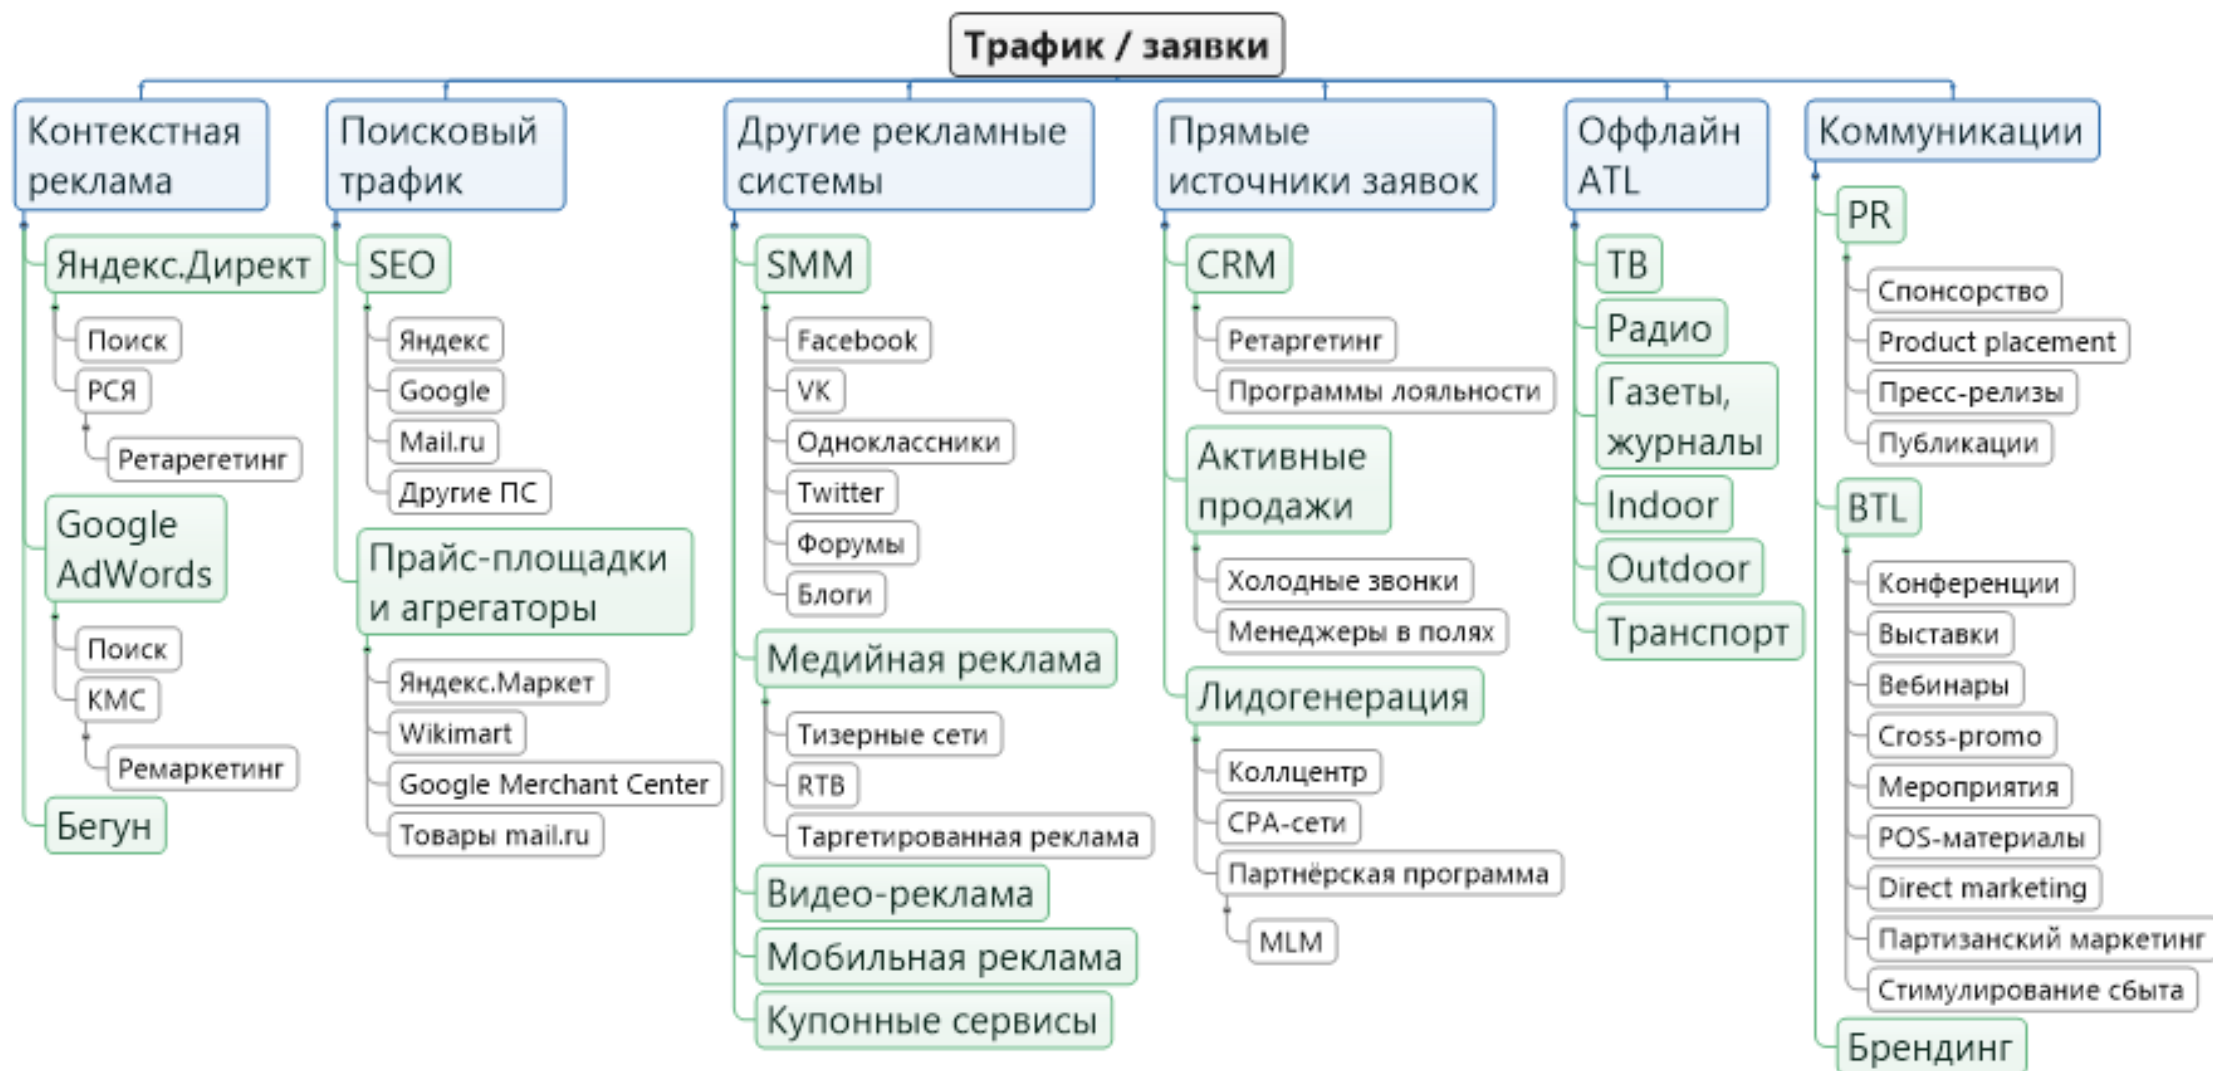 Трафик / заявки
Контекстная
реклама
Яндекс.Директ
Поиск
РСЯ
Ретарегетинг
Google
AdWords
Поиск
КМС
Ремаркетинг
Бегун
Поисковый
трафик
SEO
Яндекс
Google
Mail.ru
Другие ПС
Прайс-площадки
и агрегаторы
Яндекс.Маркет
Wikimart
Google Merchant Center
Товары mail.ru
Другие рекламные
системы
SMM
Facebook
VK
Одноклассники
Twitter
Форумы
Блоги
Медийная реклама
Тизерные сети
RTB
Таргетированная реклама
Видео-реклама
Мобильная реклама
Купонные сервисы
Прямые
источники заявок
CRM
Ретаргетинг
Программы лояльности
Активные
продажи
Холодные звонки
Менеджеры в полях
Лидогенерация
Коллцентр
CPA-сети
Партнёрская программа
MLM
Оффлайн
ATL
ТВ
Радио
Газеты,
журналы
Indoor
Outdoor
Транспорт
Коммуникации
PR
Спонсорство
Product placement
Пресс-релизы
Публикации
BTL
Конференции
Выставки
Вебинары
Cross-promo
Мероприятия
POS-материалы
Direct marketing
Партизанский маркетинг
Стимулирование сбыта
Брендинг